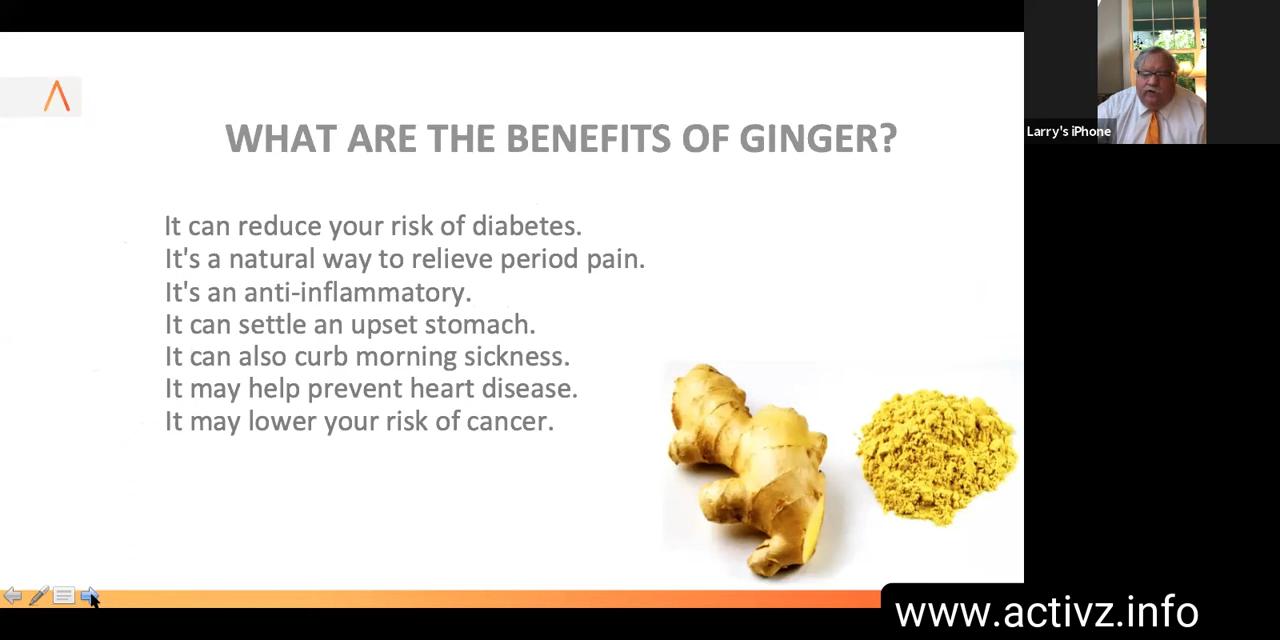 WHAT ARE THE BENEFITS OF GINGER?
It can reduce your risk of diabetes.
It's a natural way to relieve period pain.
It's an anti-inflammatory.
It can settle an upset stomach.
It can also curb morning sickness.
It may help prevent heart disease.
It may lower your risk of cancer.
Larry's iPhone
www.activz.info